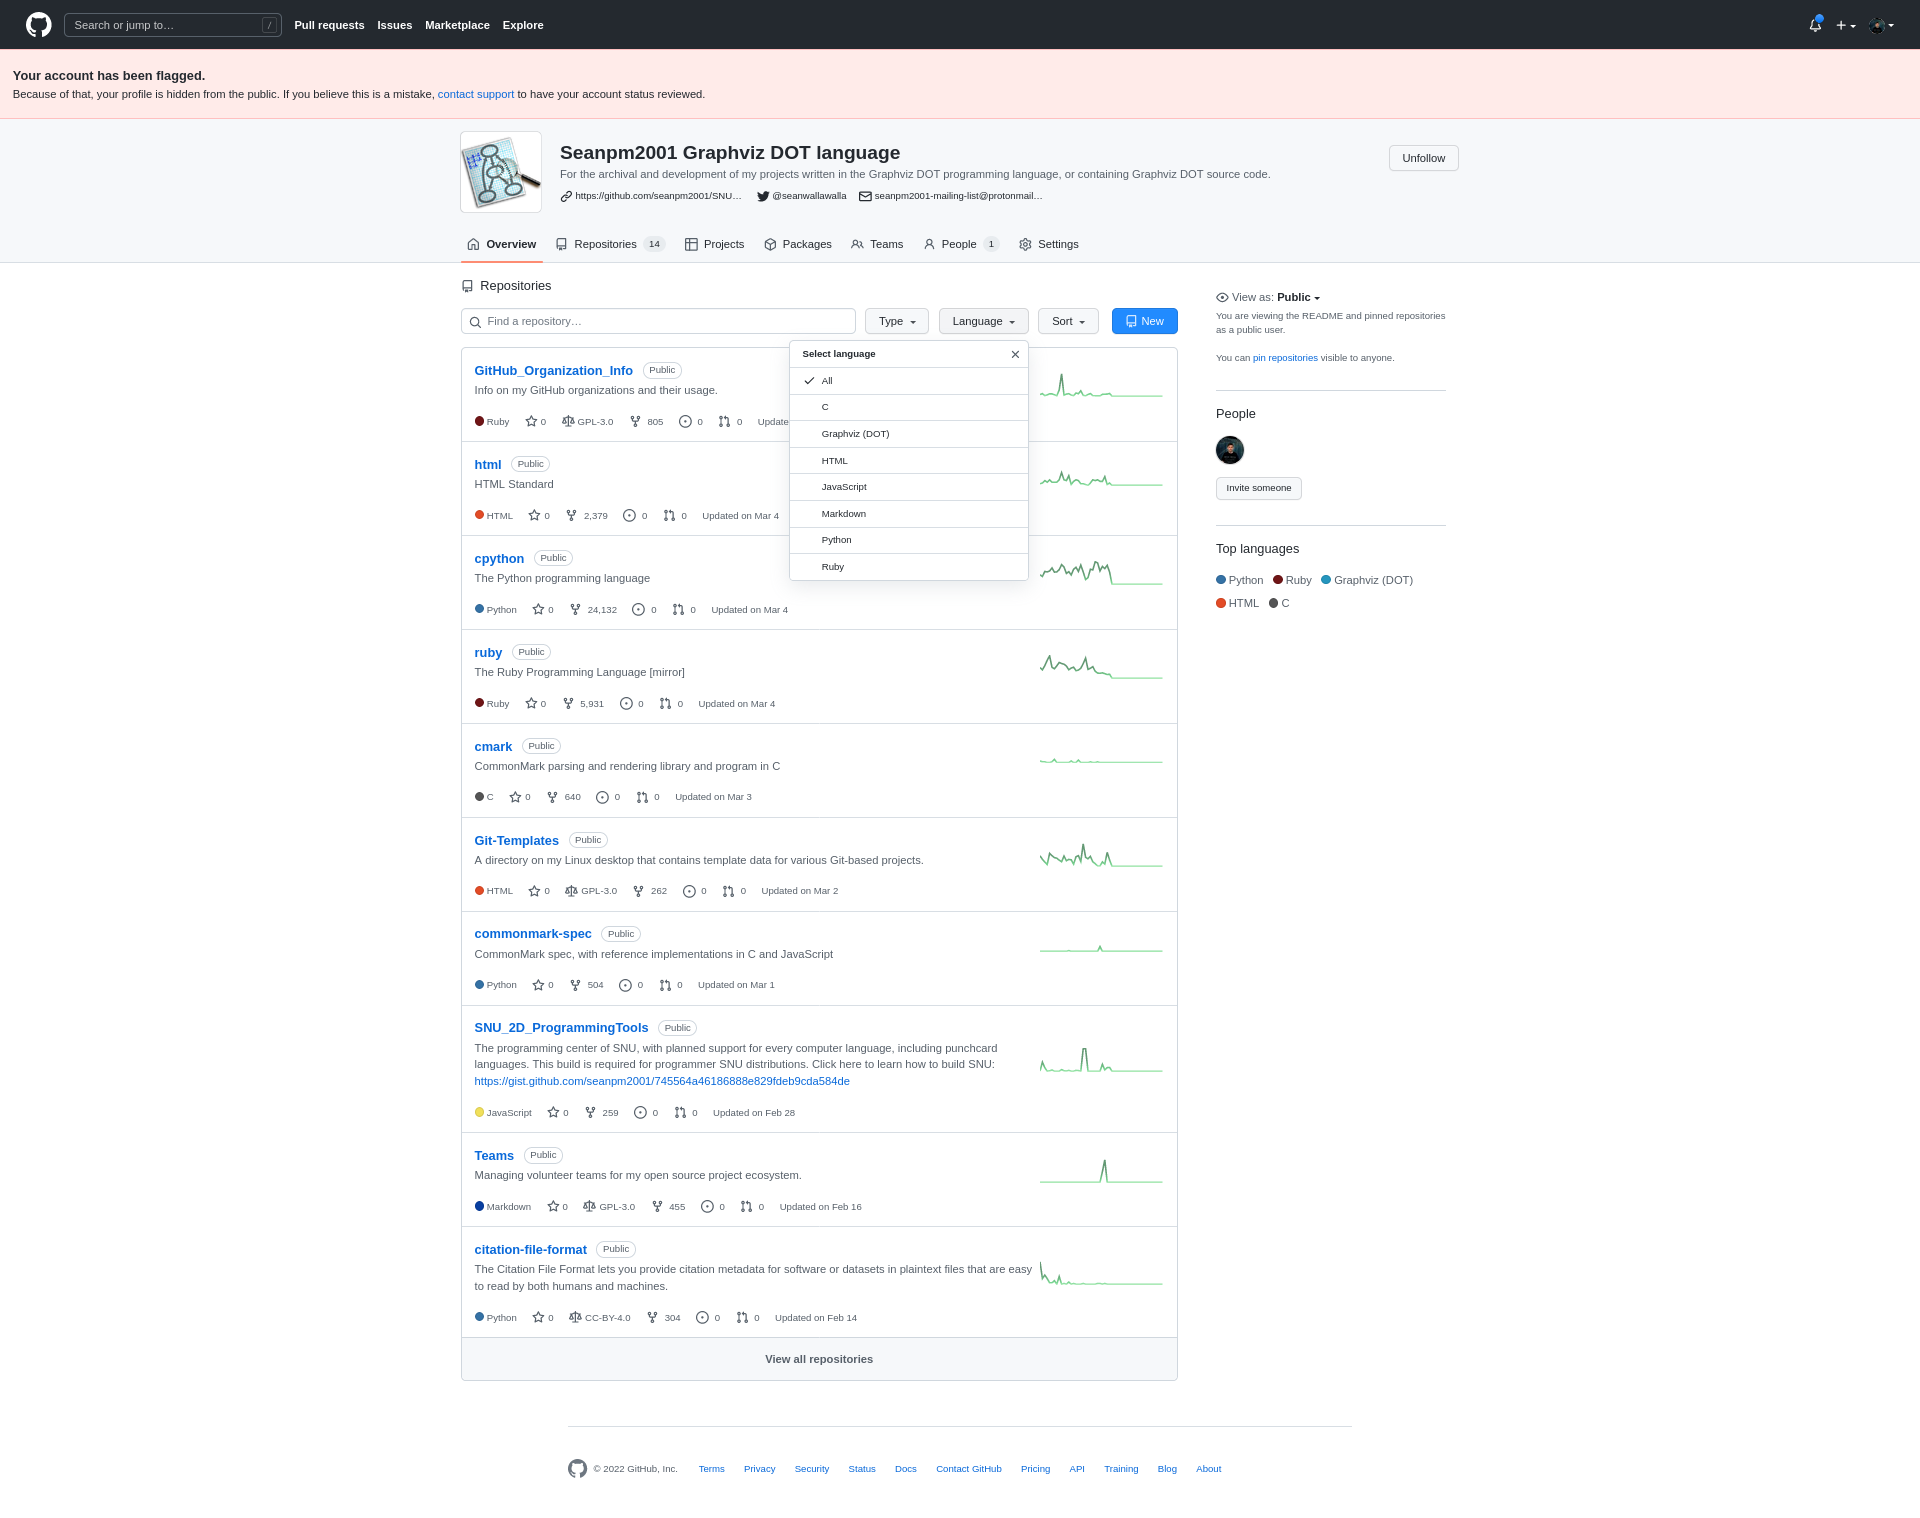 Search or jump to…
/
Pull requests
Issues
Marketplace
Explore
Your account has been flagged.
Because of that, your profile is hidden from the public. If you believe this is a mistake, contact support to have your account status reviewed.
Seanpm2001 Graphviz DOT language
For the archival and development of my projects written in the Graphviz DOT programming language, or containing Graphviz DOT source code.
https://github.com/seanpm2001/SNU…
@seanwallawalla
seanpm2001-mailing-list@protonmail…
Unfollow
Overview
Repositories 14
Projects
Packages
Teams
People 1
Settings
Repositories
Find a repository…
Type
Language
Sort
New
Select language
All
C
Graphviz (DOT)
HTML
JavaScript
Markdown
Python
Ruby
GitHub_Organization_Info Public
Info on my GitHub organizations and their usage.
Ruby 0 GPL-3.0 805 0 0 Update
html Public
HTML Standard
HTML 0 2,379 0 0 Updated on Mar 4
cpython Public
The Python programming language
Python 0 24,132 0 0 Updated on Mar 4
ruby Public
The Ruby Programming Language [mirror]
Ruby 0 5,931 0 0 Updated on Mar 4
cmark Public
CommonMark parsing and rendering library and program in C
C 0 640 0 0 Updated on Mar 3
Git-Templates Public
A directory on my Linux desktop that contains template data for various Git-based projects.
HTML 0 GPL-3.0 262 0 0 Updated on Mar 2
commonmark-spec Public
CommonMark spec, with reference implementations in C and JavaScript
Python 0 504 0 0 Updated on Mar 1
SNU_2D_ProgrammingTools Public
The programming center of SNU, with planned support for every computer language, including punchcard
languages. This build is required for programmer SNU distributions. Click here to learn how to build SNU:
https://gist.github.com/seanpm2001/745564a46186888e829fdeb9cda584de
JavaScript 0 259 0 0 Updated on Feb 28
Teams Public
Managing volunteer teams for my open source project ecosystem.
Markdown 0 GPL-3.0 455 0 0 Updated on Feb 16
citation-file-format Public
The Citation File Format lets you provide citation metadata for software or datasets in plaintext files that are easy
to read by both humans and machines.
Python 0 CC-BY-4.0 304 0 0 Updated on Feb 14
View all repositories
View as: Public
You are viewing the README and pinned repositories
as a public user.
You can pin repositories visible to anyone.
People
Invite someone
Top languages
Python Ruby Graphviz (DOT)
HTML C
© 2022 GitHub, Inc.
Terms
Privacy
Security
Status
Docs
Contact GitHub
Pricing
API
Training
Blog
About